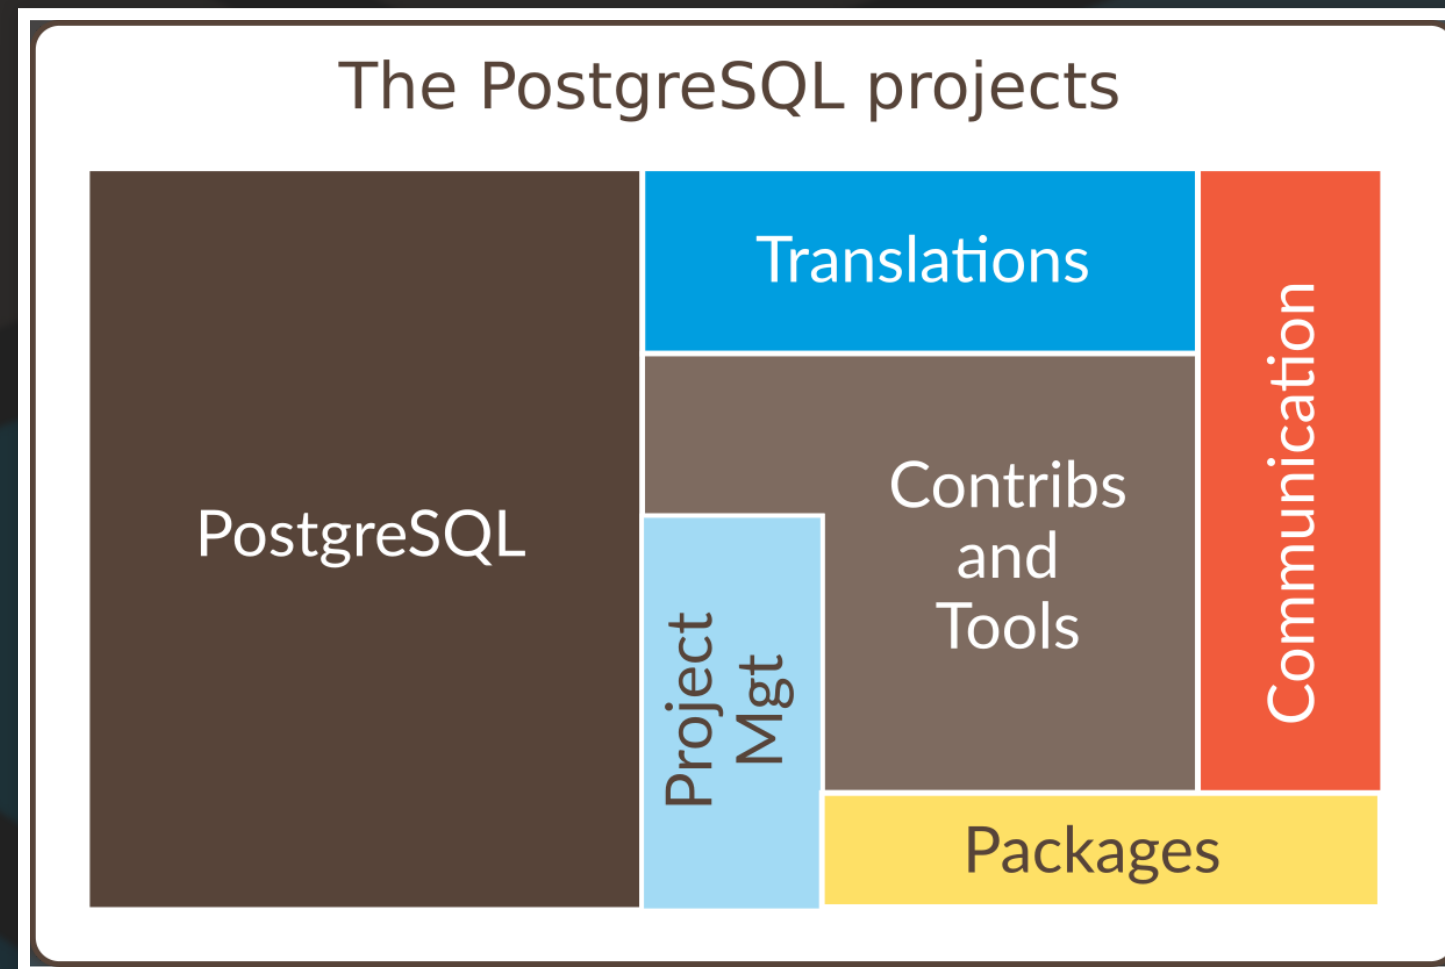 The PostgreSQL projects
PostgreSQL
Translations
Contribs
and
Tools
Project
Mgt
Communication
Packages